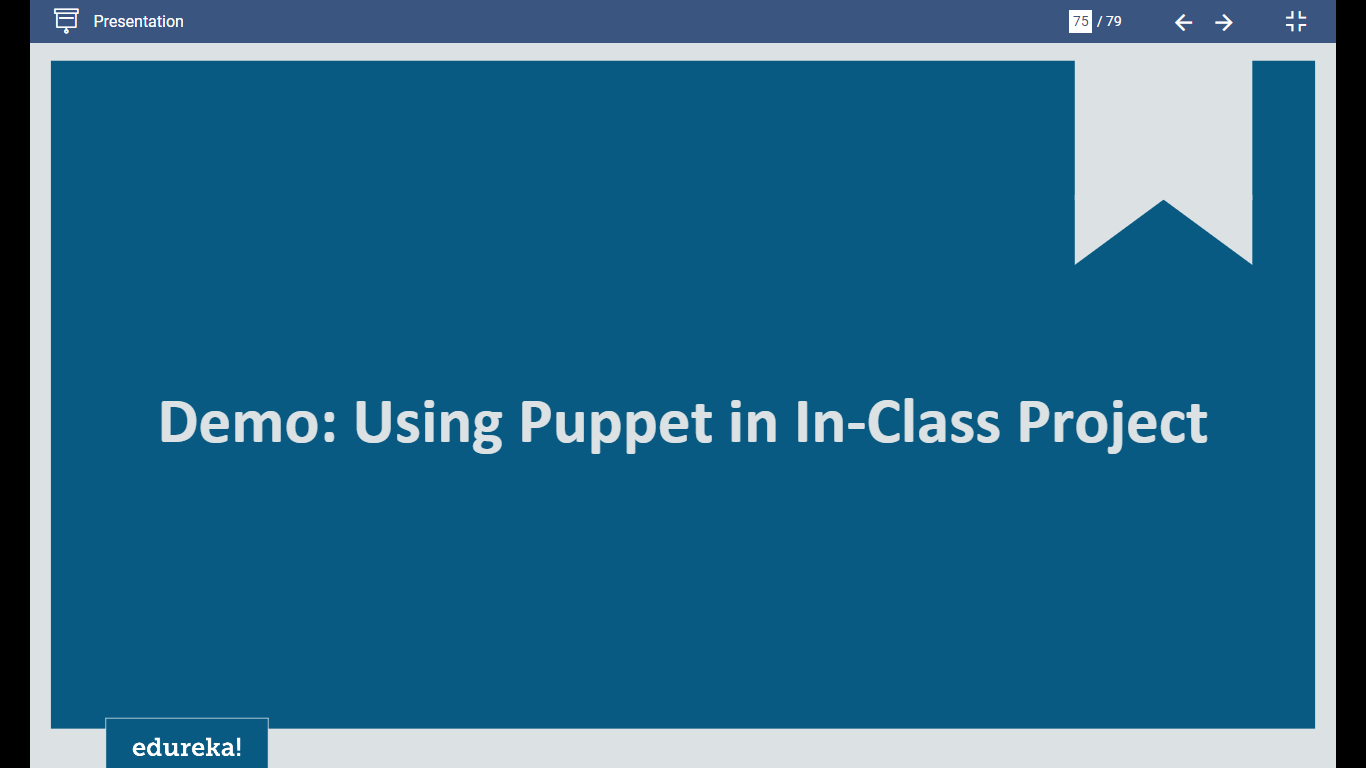 Presentation
75 / 79
Demo: Using Puppet in In-Class Project
edureka!